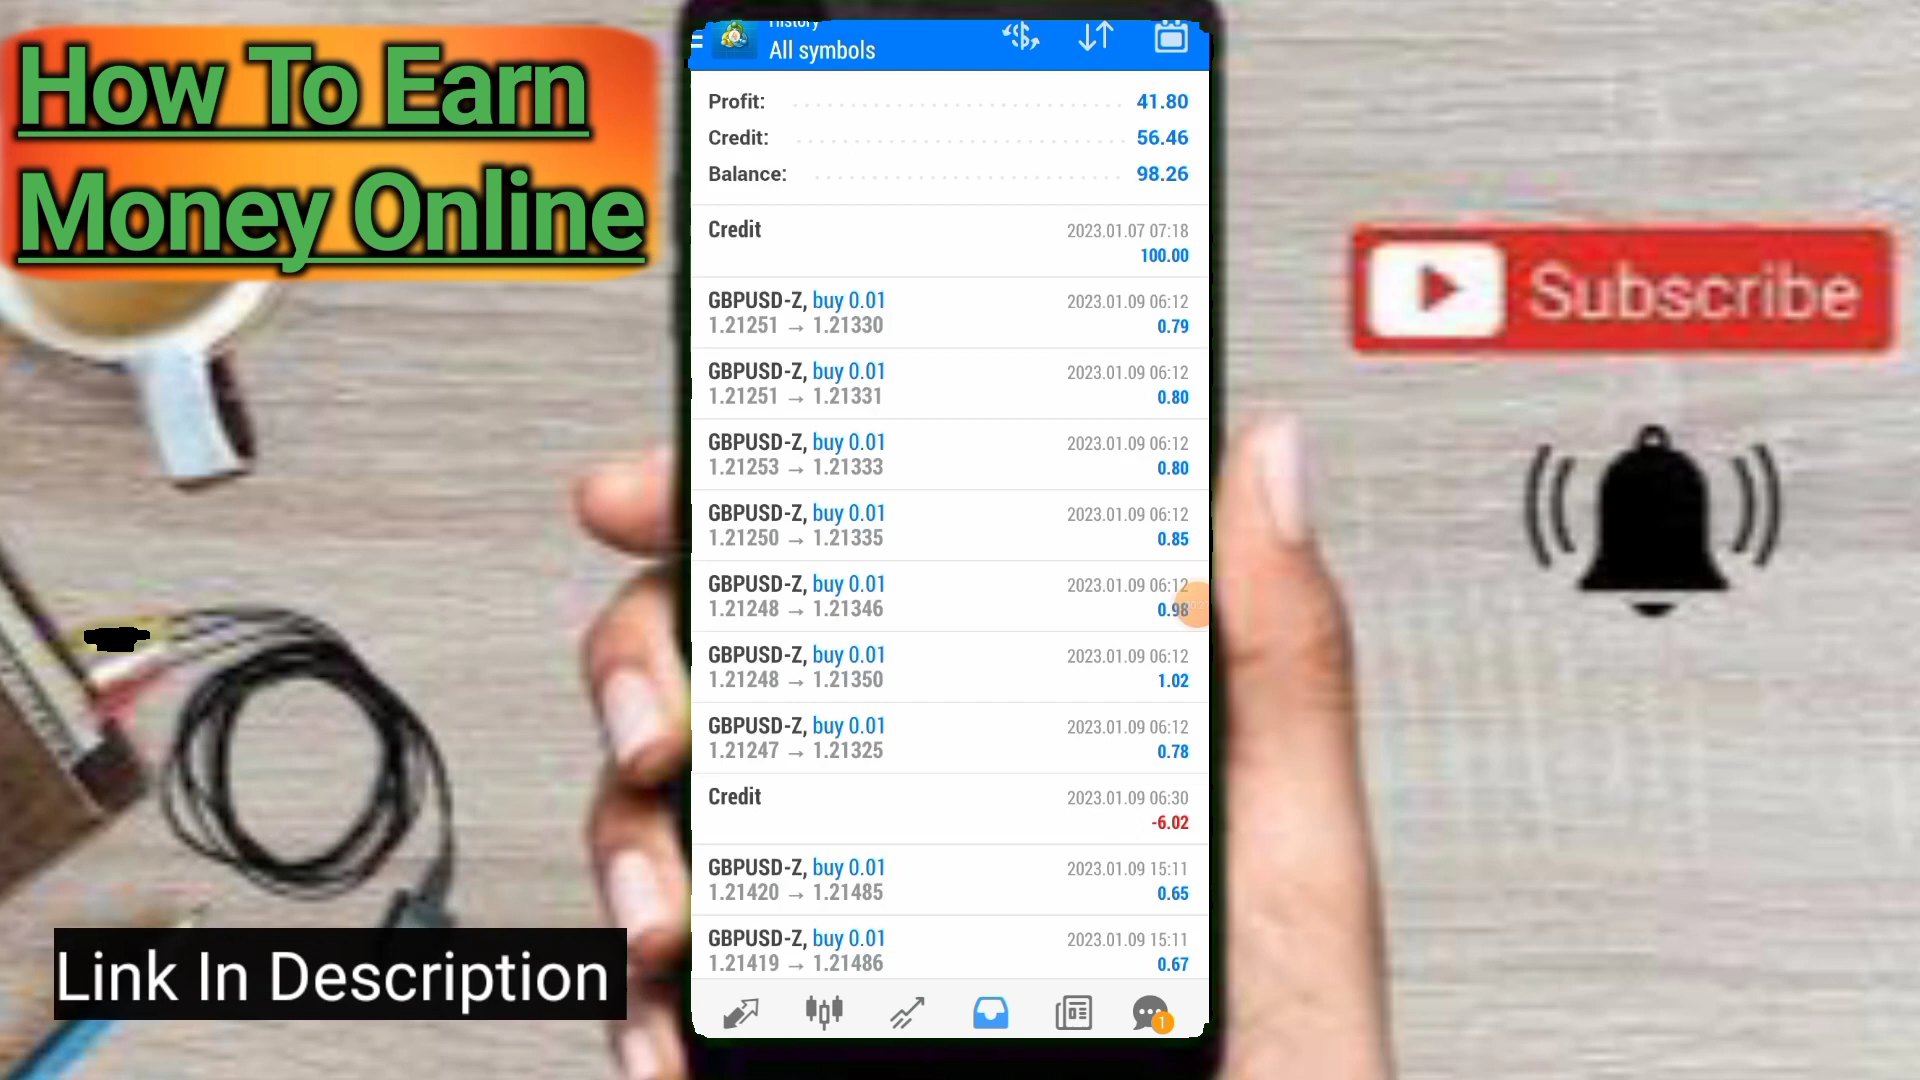 How To Earn
Money Online
History
All symbols
Profit: 41.80
Credit: 56.46
Balance: 98.26
Credit 2023.01.07 07:18
100.00
GBPUSD-Z, buy 0.01 2023.01.09 06:12
1.21251 → 1.21330 0.79
GBPUSD-Z, buy 0.01 2023.01.09 06:12
1.21251 → 1.21331 0.80
GBPUSD-Z, buy 0.01 2023.01.09 06:12
1.21253 → 1.21333 0.80
GBPUSD-Z, buy 0.01 2023.01.09 06:12
1.21250 → 1.21335 0.85
GBPUSD-Z, buy 0.01 2023.01.09 06:12
1.21248 → 1.21346 0.98
GBPUSD-Z, buy 0.01 2023.01.09 06:12
1.21248 → 1.21350 1.02
GBPUSD-Z, buy 0.01 2023.01.09 06:12
1.21247 → 1.21325 0.78
Credit 2023.01.09 06:30
-6.02
GBPUSD-Z, buy 0.01 2023.01.09 15:11
1.21420 → 1.21485 0.65
GBPUSD-Z, buy 0.01 2023.01.09 15:11
1.21419 → 1.21486 0.67
1
Subscribe
Link In Description